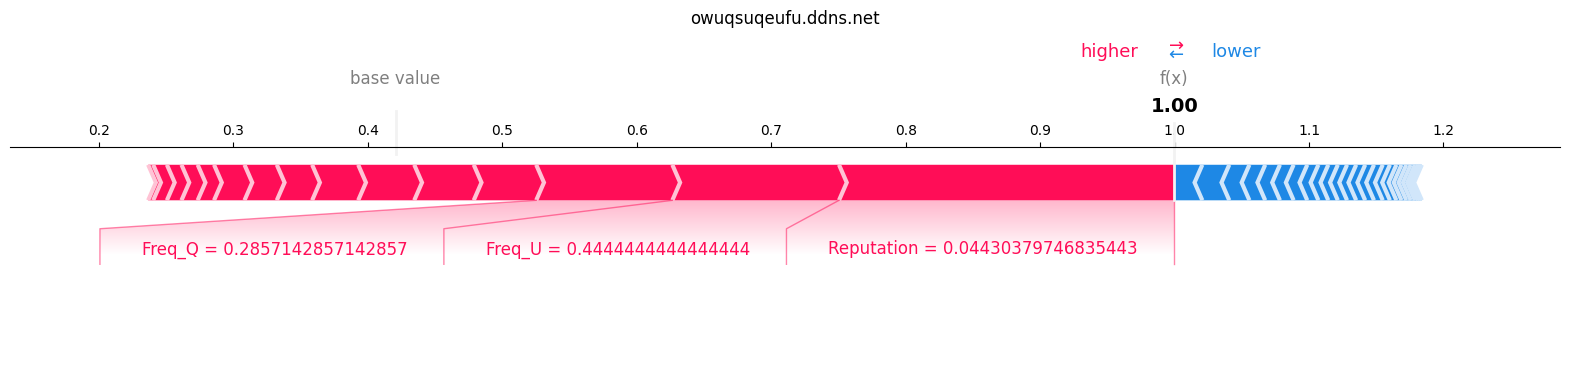 owuqsuqeufu.ddns.net
higher ⇄ lower
base value f(x)
1.00
0.2 0.3 0.4 0.5 0.6 0.7 0.8 0.9 1.0 1.1 1.2
Freq_Q = 0.2857142857142857 Freq_U = 0.4444444444444444 Reputation = 0.04430379746835443